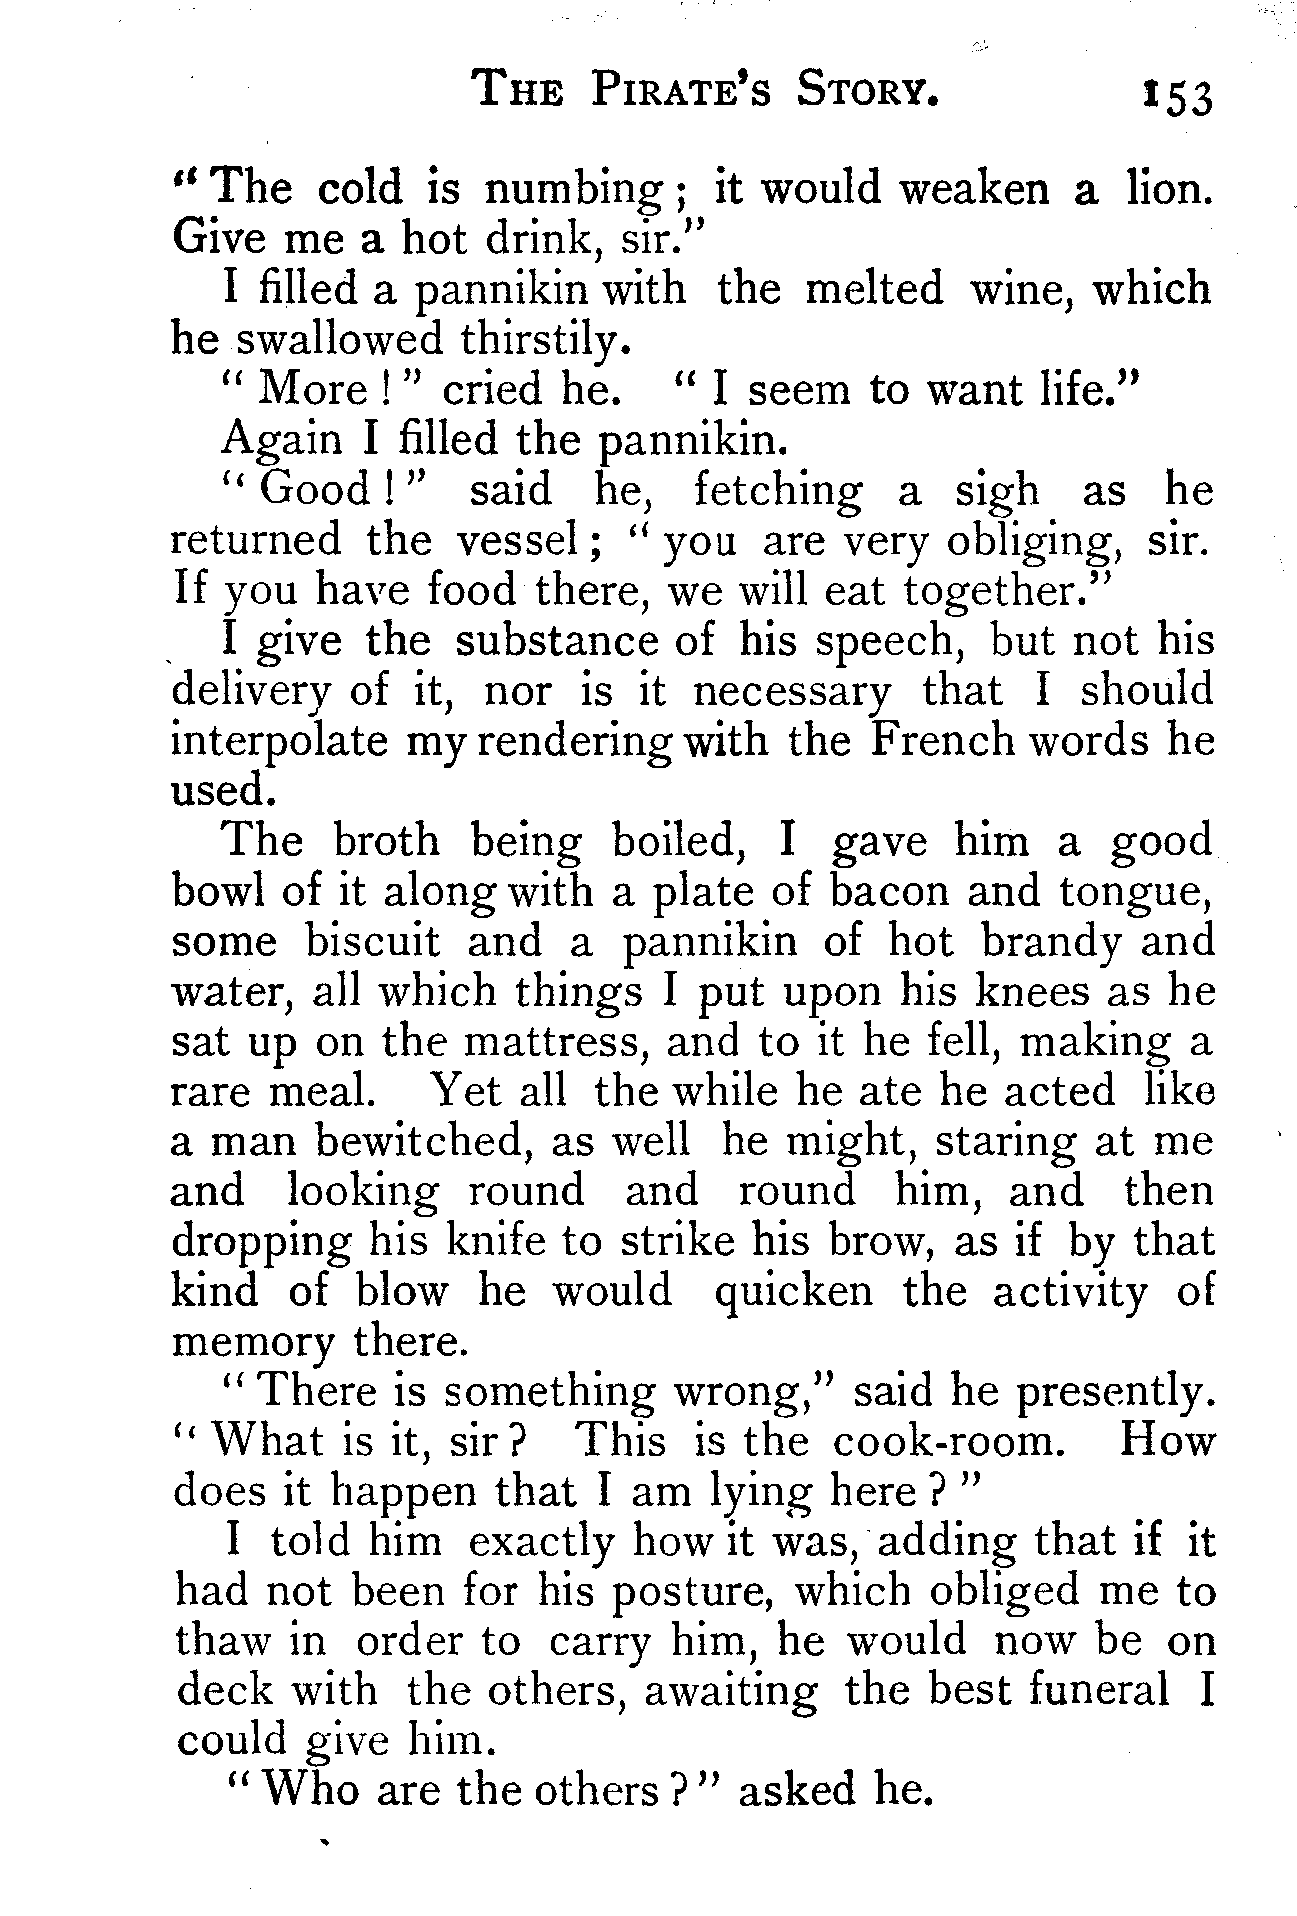 THE PIRATE'S STORY. 153
"The cold is numbing; it would weaken a lion.
Give me a hot drink, sir."
I filled a pannikin with the melted wine, which
he swallowed thirstily.
"More!" cried he. "I seem to want life."
Again I filled the pannikin.
"Good!" said he, fetching a sigh as he
returned the vessel; "you are very obliging, sir.
If you have food there, we will eat together."
I give the substance of his speech, but not his
delivery of it, nor is it necessary that I should
interpolate my rendering with the French words he
used.
The broth being boiled, I gave him a good
bowl of it along with a plate of bacon and tongue,
some biscuit and a pannikin of hot brandy and
water, all which things I put upon his knees as he
sat up on the mattress, and to it he fell, making a
rare meal. Yet all the while he ate he acted like
a man bewitched, as well he might, staring at me
and looking round and round him, and then
dropping his knife to strike his brow, as if by that
kind of blow he would quicken the activity of
memory there.
"There is something wrong," said he presently.
"What is it, sir? This is the cook-room. How
does it happen that I am lying here?"
I told him exactly how it was, adding that if it
had not been for his posture, which obliged me to
thaw in order to carry him, he would now be on
deck with the others, awaiting the best funeral I
could give him.
"Who are the others?" asked he.